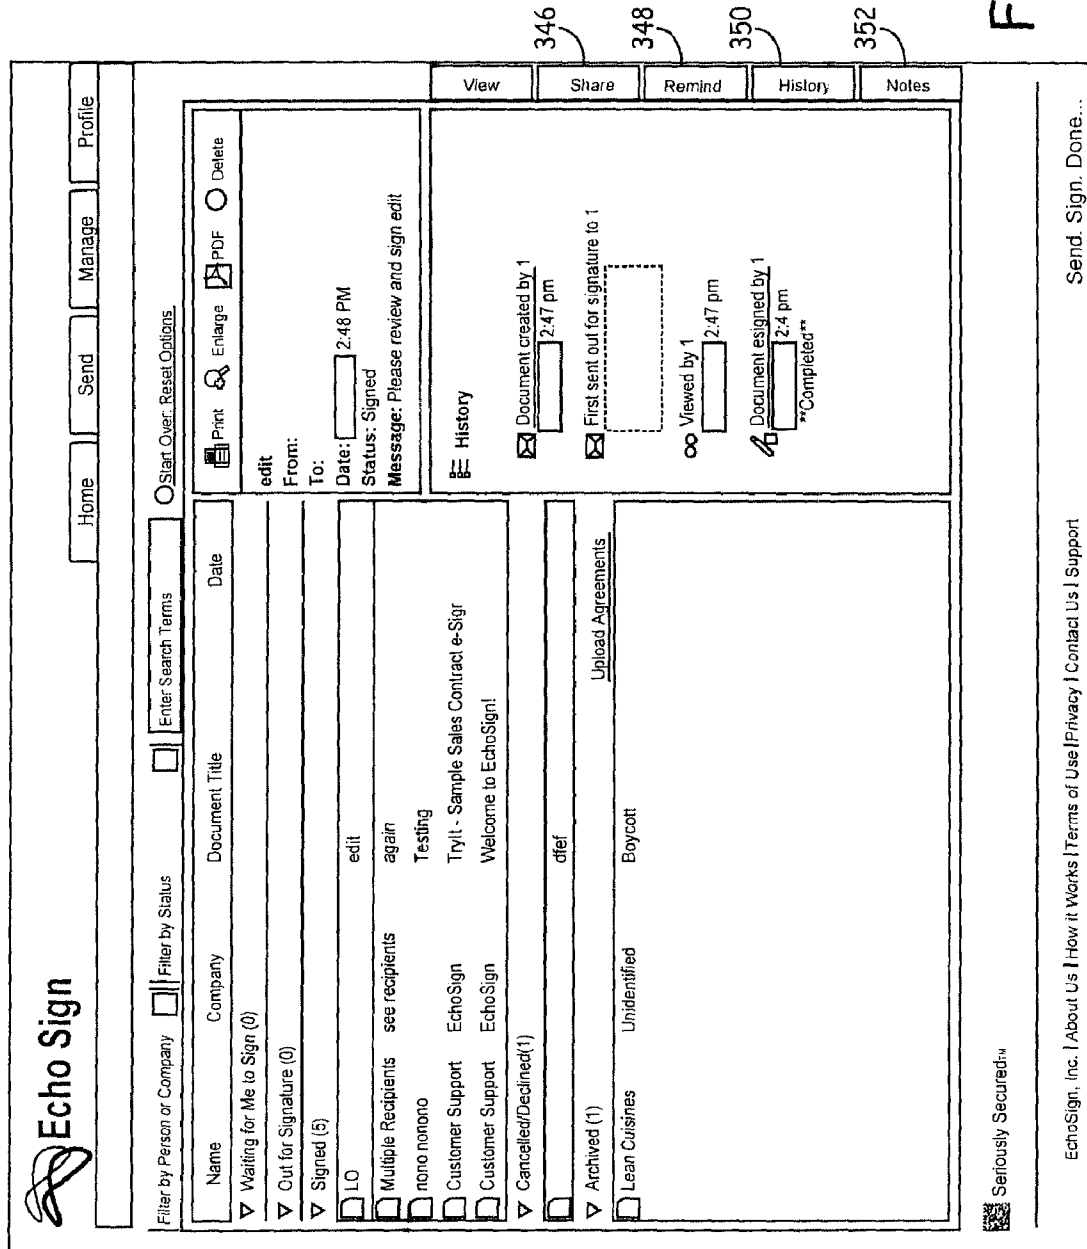 Echo Sign
Home Send Manage Profile
Filter by Person or Company Filter by Status Enter Search Terms Start Over. Reset Options
Name Company Document Title Date
Waiting for Me to Sign (0)
Out for Signature (0)
Signed (5)
LO edit
Multiple Recipients see recipients again
nono nonono Testing
Customer Support EchoSign TryIt - Sample Sales Contract e-Sigr
Customer Support EchoSign Welcome to EchoSign!
Cancelled/Declined(1)
dfef
Archived (1) Upload Agreements
Lean Cuisines Unidentified Boycott
Print Enlarge PDF Delete
edit
From:
To:
Date: 2:48 PM
Status: Signed
Message: Please review and sign edit
History
Document created by 1
2:47 pm
First sent out for signature to 1
Viewed by 1
2:47 pm
Document esigned by 1
2:4 pm
**Completed**
View
Share
Remind
History
Notes
346
348
350
352
F
Seriously Secured™
EchoSign, Inc. | About Us | How it Works | Terms of Use | Privacy | Contact Us | Support
Send. Sign. Done...